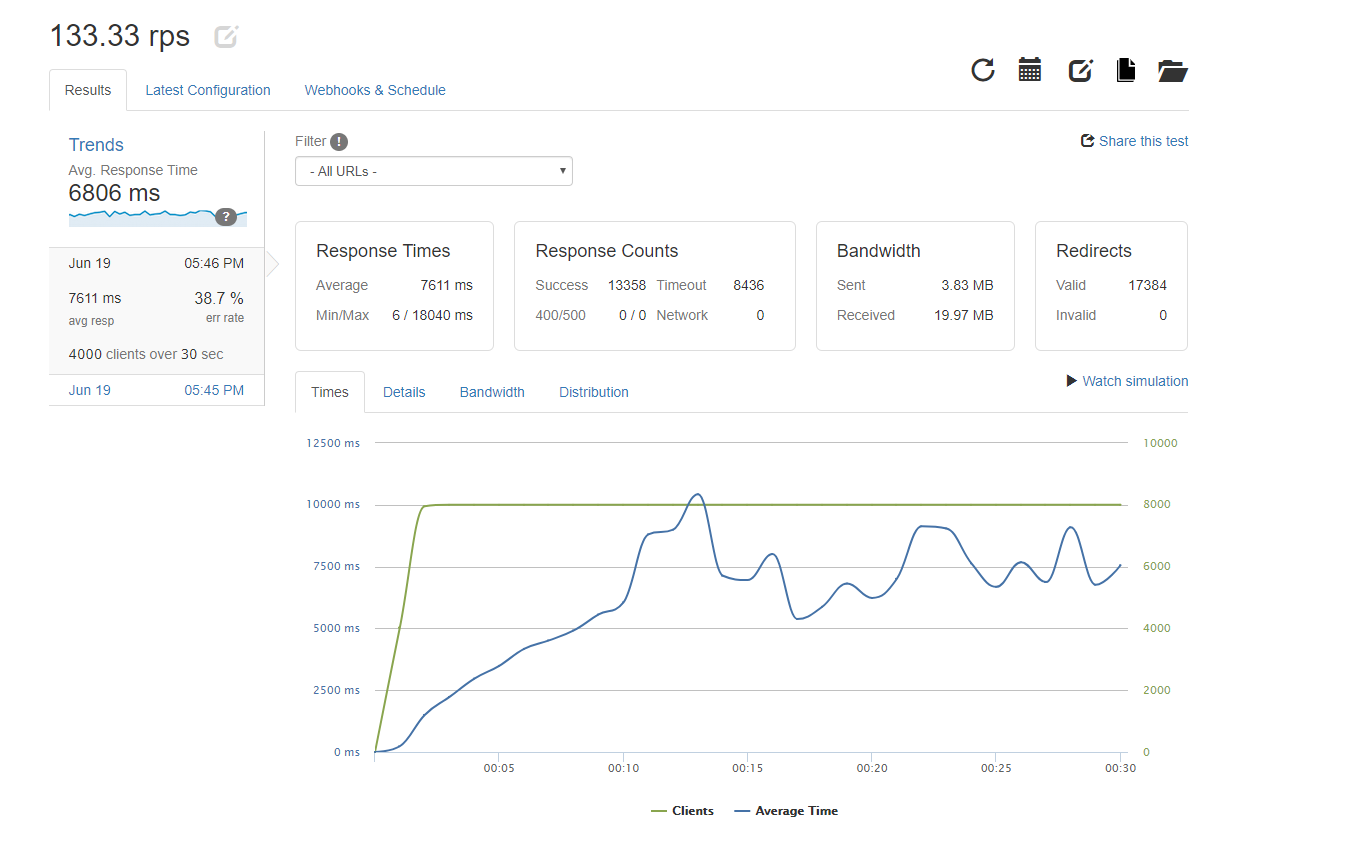 133.33 rps
Results Latest Configuration Webhooks & Schedule
Trends
Avg. Response Time
6806 ms
?
Jun 19 05:46 PM
7611 ms 38.7 %
avg resp err rate
4000 clients over 30 sec
Jun 19 05:45 PM
Filter !
- All URLs -
Share this test
Response Times
Average 7611 ms
Min/Max 6 / 18040 ms
Response Counts
Success 13358 Timeout 8436
400/500 0 / 0 Network 0
Bandwidth
Sent 3.83 MB
Received 19.97 MB
Redirects
Valid 17384
Invalid 0
Times Details Bandwidth Distribution
Watch simulation
12500 ms 10000
10000 ms 8000
7500 ms 6000
5000 ms 4000
2500 ms 2000
0 ms 0
00:05 00:10 00:15 00:20 00:25 00:30
Clients Average Time